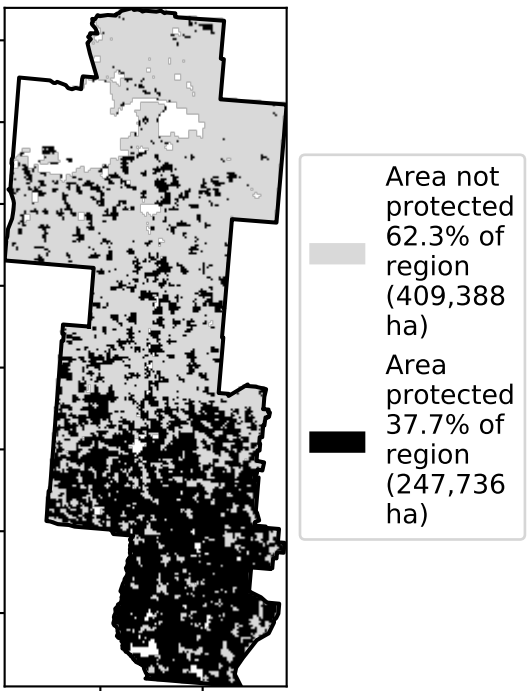 Area not
protected
62.3% of
region
(409,388
ha)
Area
protected
37.7% of
region
(247,736
ha)